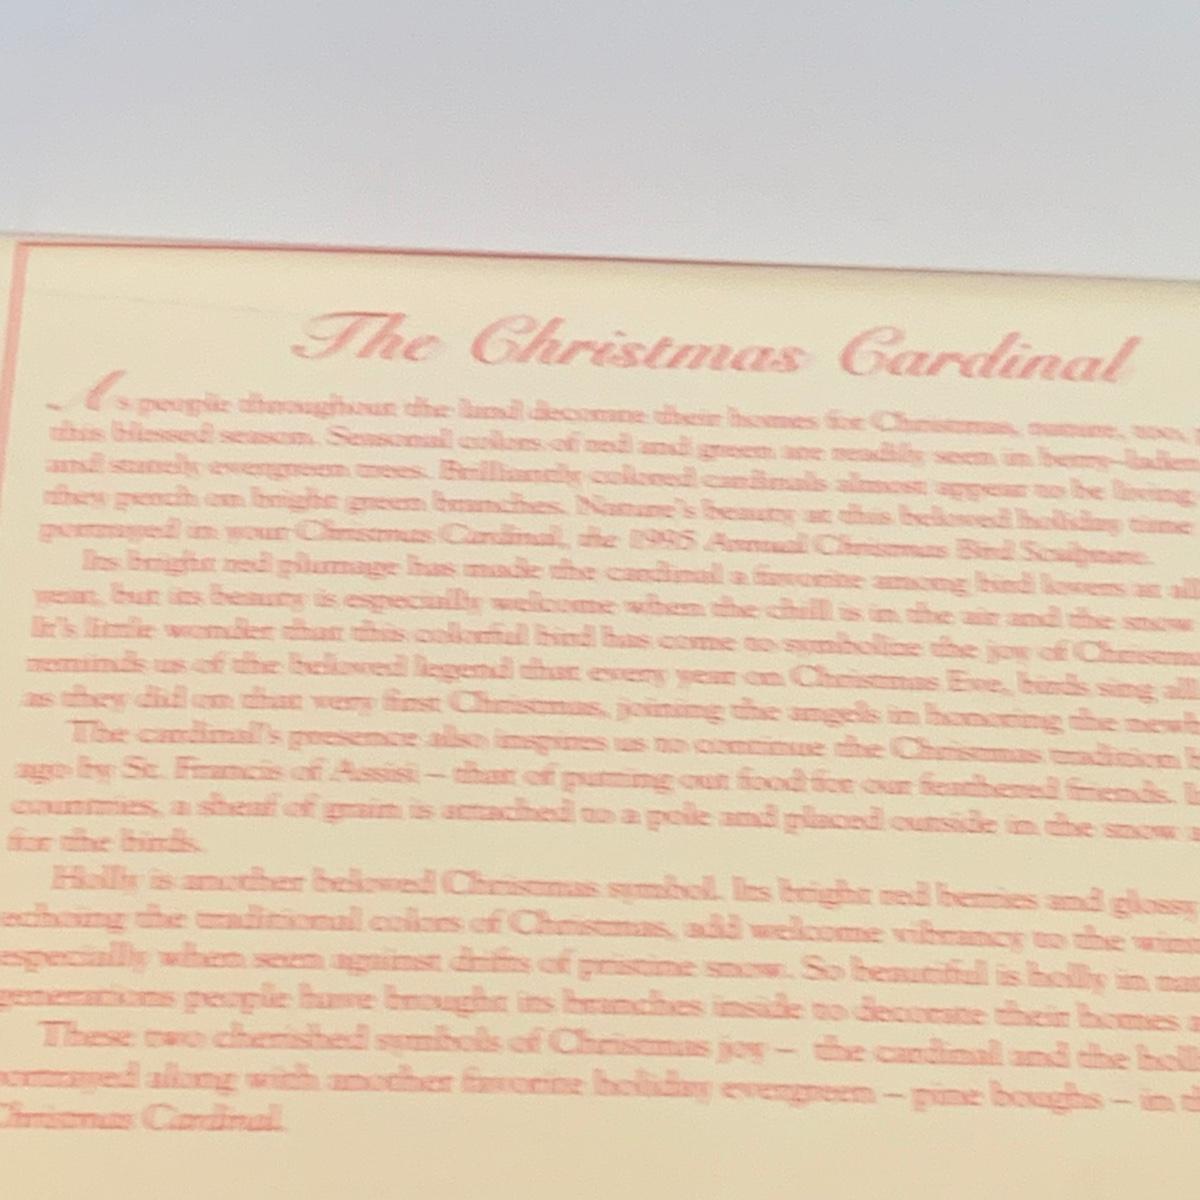 The Christmas Cardinal
As people throughout the land decorate their homes for Christmas, nature, too,
this blessed season. Seasonal colors of red and green are readily seen in berry-laden
and stately evergreen trees. Brilliantly colored cardinals almost appear to be living
they perch on bright green branches. Nature's beauty at this beloved holiday time
portrayed in your Christmas Cardinal, the 1995 Annual Christmas Bird Sculpture.
Its bright red plumage has made the cardinal a favorite among bird lovers at all
year, but its beauty is especially welcome when the chill is in the air and the snow
It's little wonder that this colorful bird has come to symbolize the joy of Christmas
reminds us of the beloved legend that every year on Christmas Eve, birds sing all
as they did on that very first Christmas, joining the angels in honoring the
The cardinal's presence also inspires us to continue the Christmas tradition
ago by St. Francis of Assisi – that of putting out food for our feathered friends.
countries, a sheaf of grain is attached to a pole and placed outside in the snow
for the birds.
Holly is another beloved Christmas symbol. Its bright red berries and glossy
echoing the traditional colors of Christmas, add welcome vibrancy to the
especially when seen against drifts of pristine snow. So beautiful is holly in
generations people have brought its branches inside to decorate their homes
These two cherished symbols of Christmas joy – the cardinal and the
portrayed along with another favorite holiday evergreen – pine boughs – in
Christmas Cardinal.